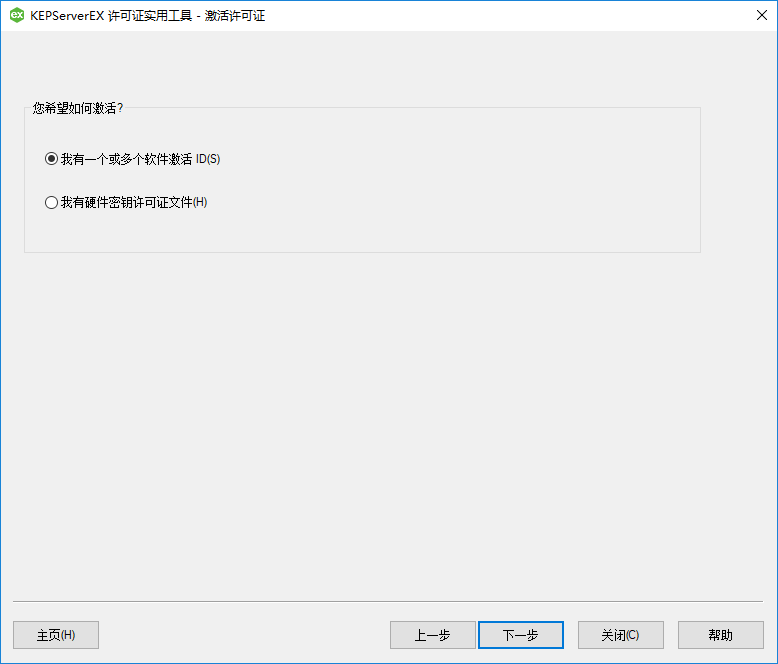 ex KEPServerEX 许可证实用工具 - 激活许可证
您希望如何激活?
我有一个或多个软件激活 ID(S)
我有硬件密钥许可证文件(H)
主页(H) 上一步 下一步 关闭(C) 帮助